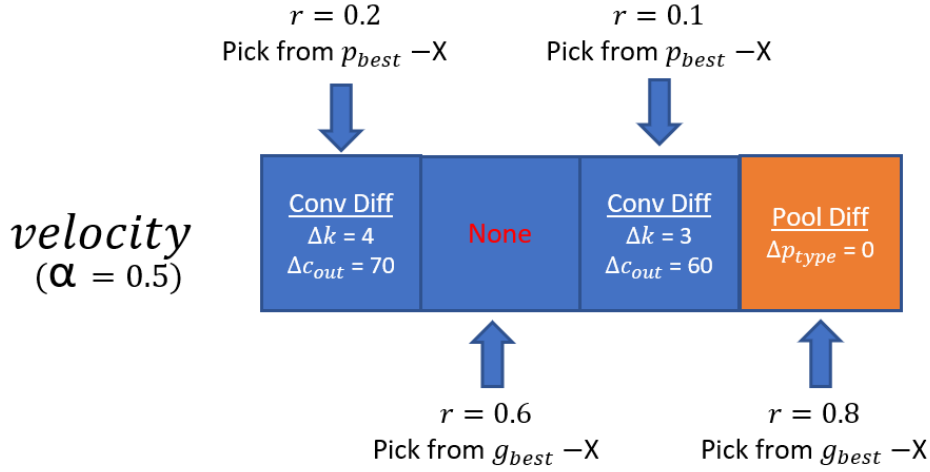 r = 0.2
Pick from p_best −X
r = 0.1
Pick from p_best −X
velocity
(α = 0.5)
Conv Diff
Δk = 4
Δc_out = 70
None
Conv Diff
Δk = 3
Δc_out = 60
Pool Diff
Δp_type = 0
r = 0.6
Pick from g_best −X
r = 0.8
Pick from g_best −X